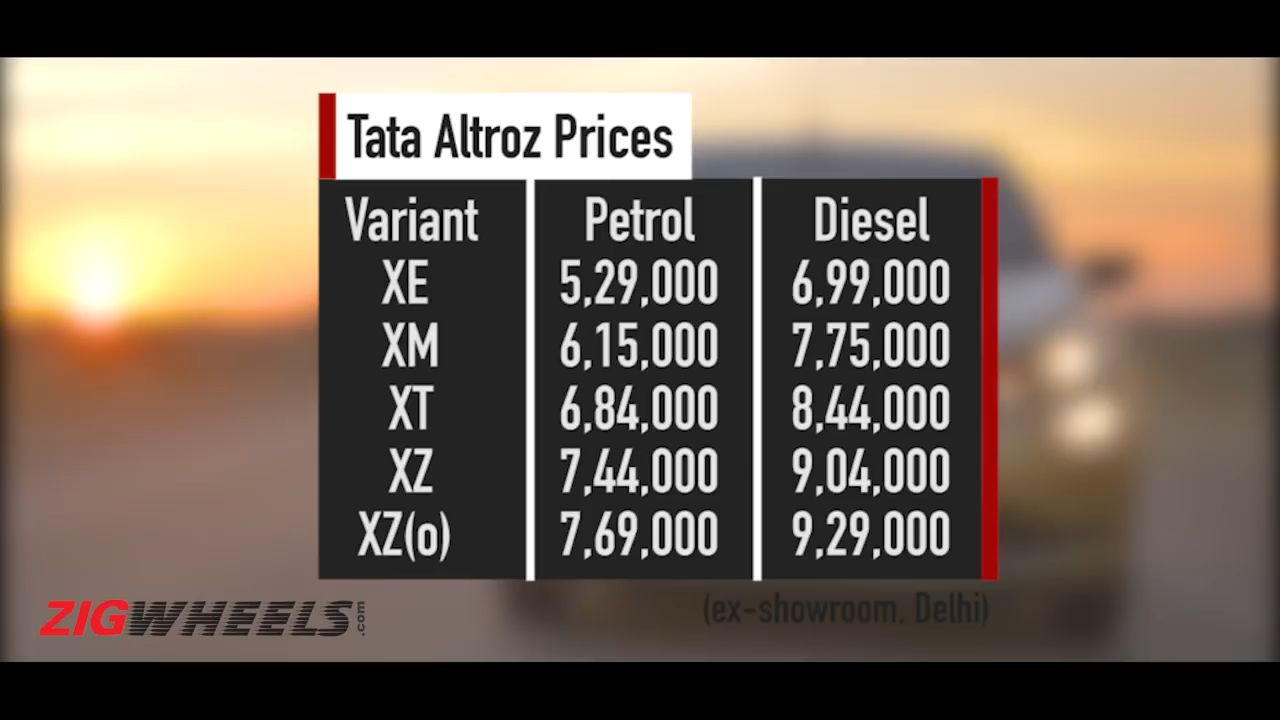 Tata Altroz Prices
Variant Petrol Diesel
XE 5,29,000 6,99,000
XM 6,15,000 7,75,000
XT 6,84,000 8,44,000
XZ 7,44,000 9,04,000
XZ(o) 7,69,000 9,29,000
(ex-showroom, Delhi)
ZIGWHEELS.com